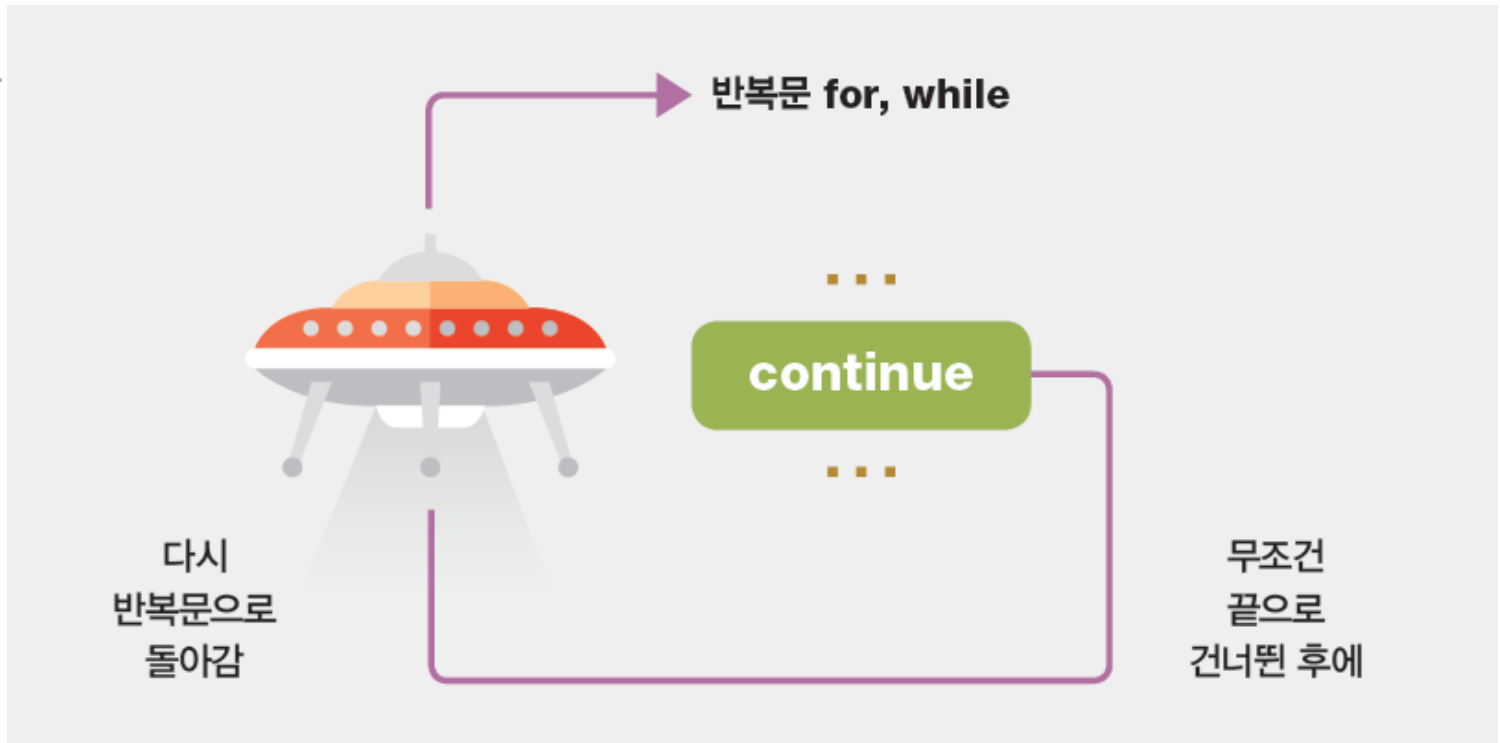 반복문 for, while
...
continue
...
다시
반복문으로
돌아감
무조건
끝으로
건너뛴 후에